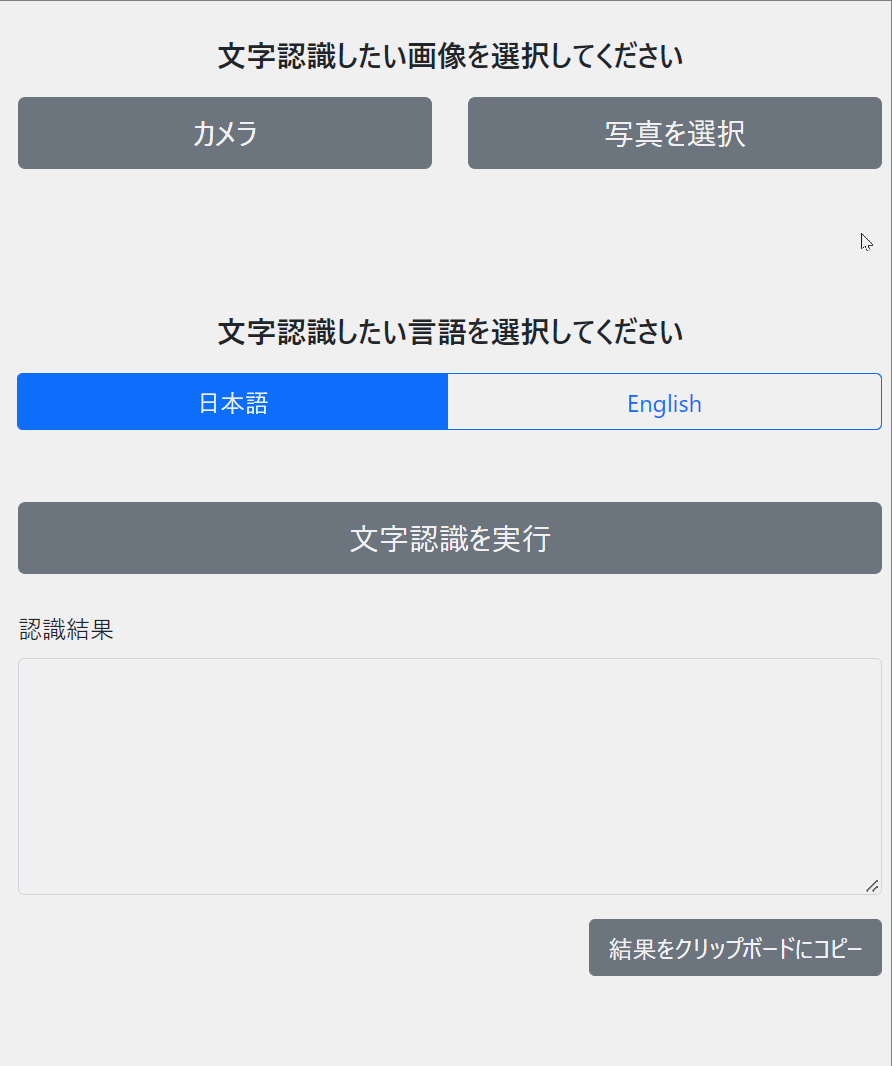 文字認識したい画像を選択してください
カメラ
写真を選択
文字認識したい言語を選択してください
日本語
English
文字認識を実行
認識結果
結果をクリップボードにコピー